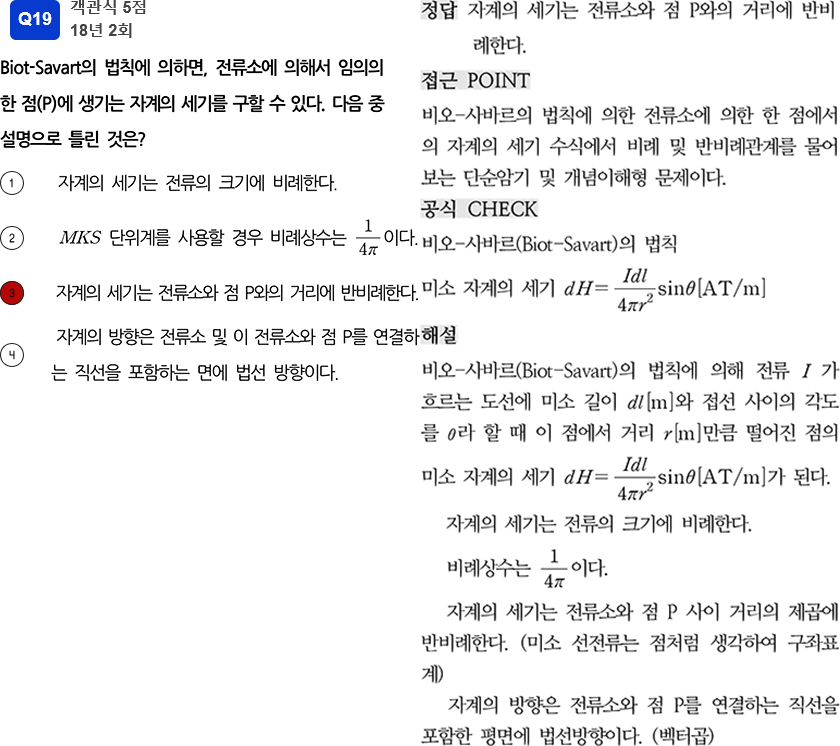 Q19
객관식 5점
18년 2회
Biot-Savart의 법칙에 의하면, 전류소에 의해서 임의의
한 점(P)에 생기는 자계의 세기를 구할 수 있다. 다음 중
설명으로 틀린 것은?
1 자계의 세기는 전류의 크기에 비례한다.
2 MKS 단위계를 사용할 경우 비례상수는 1/4π 이다.
3 자계의 세기는 전류소와 점 P와의 거리에 반비례한다.
4 자계의 방향은 전류소 및 이 전류소와 점 P를 연결하
는 직선을 포함하는 면에 법선 방향이다.
정답 자계의 세기는 전류소와 점 P와의 거리에 반비
례한다.
접근 POINT
비오-사바르의 법칙에 의한 전류소에 의한 한 점에서
의 자계의 세기 수식에서 비례 및 반비례관계를 물어
보는 단순암기 및 개념이해형 문제이다.
공식 CHECK
비오-사바르(Biot-Savart)의 법칙
미소 자계의 세기 dH= Idl/4πr² sinθ[AT/m]
해설
비오-사바르(Biot-Savart)의 법칙에 의해 전류 I 가
흐르는 도선에 미소 길이 dl[m]와 접선 사이의 각도
를 θ라 할 때 이 점에서 거리 r[m]만큼 떨어진 점의
미소 자계의 세기 dH= Idl/4πr² sinθ[AT/m]가 된다.
자계의 세기는 전류의 크기에 비례한다.
비례상수는 1/4π 이다.
자계의 세기는 전류소와 점 P 사이 거리의 제곱에
반비례한다. (미소 선전류는 점처럼 생각하여 구좌표
계)
자계의 방향은 전류소와 점 P를 연결하는 직선을
포함한 평면에 법선방향이다. (벡터곱)